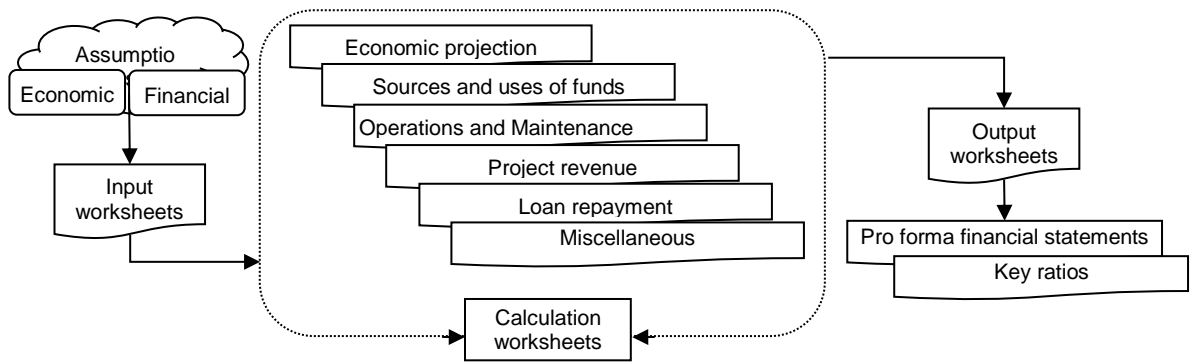 Assumptio
Economic
Financial
Input
worksheets
Economic projection
Sources and uses of funds
Operations and Maintenance
Project revenue
Loan repayment
Miscellaneous
Calculation
worksheets
Output
worksheets
Pro forma financial statements
Key ratios